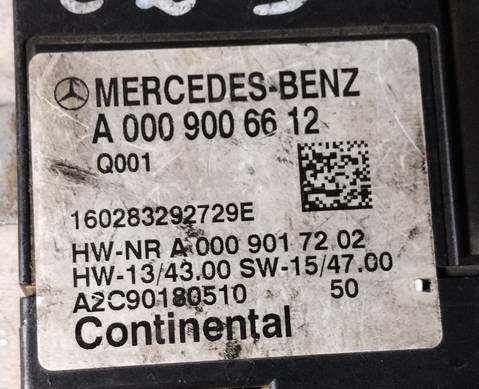 MERCEDES-BENZ
A 000 900 66 12
Q001
160283292729E
HW-NR A 000 901 72 02
HW-13/43.00 SW-15/47.00
A2C90180510 50
Continental